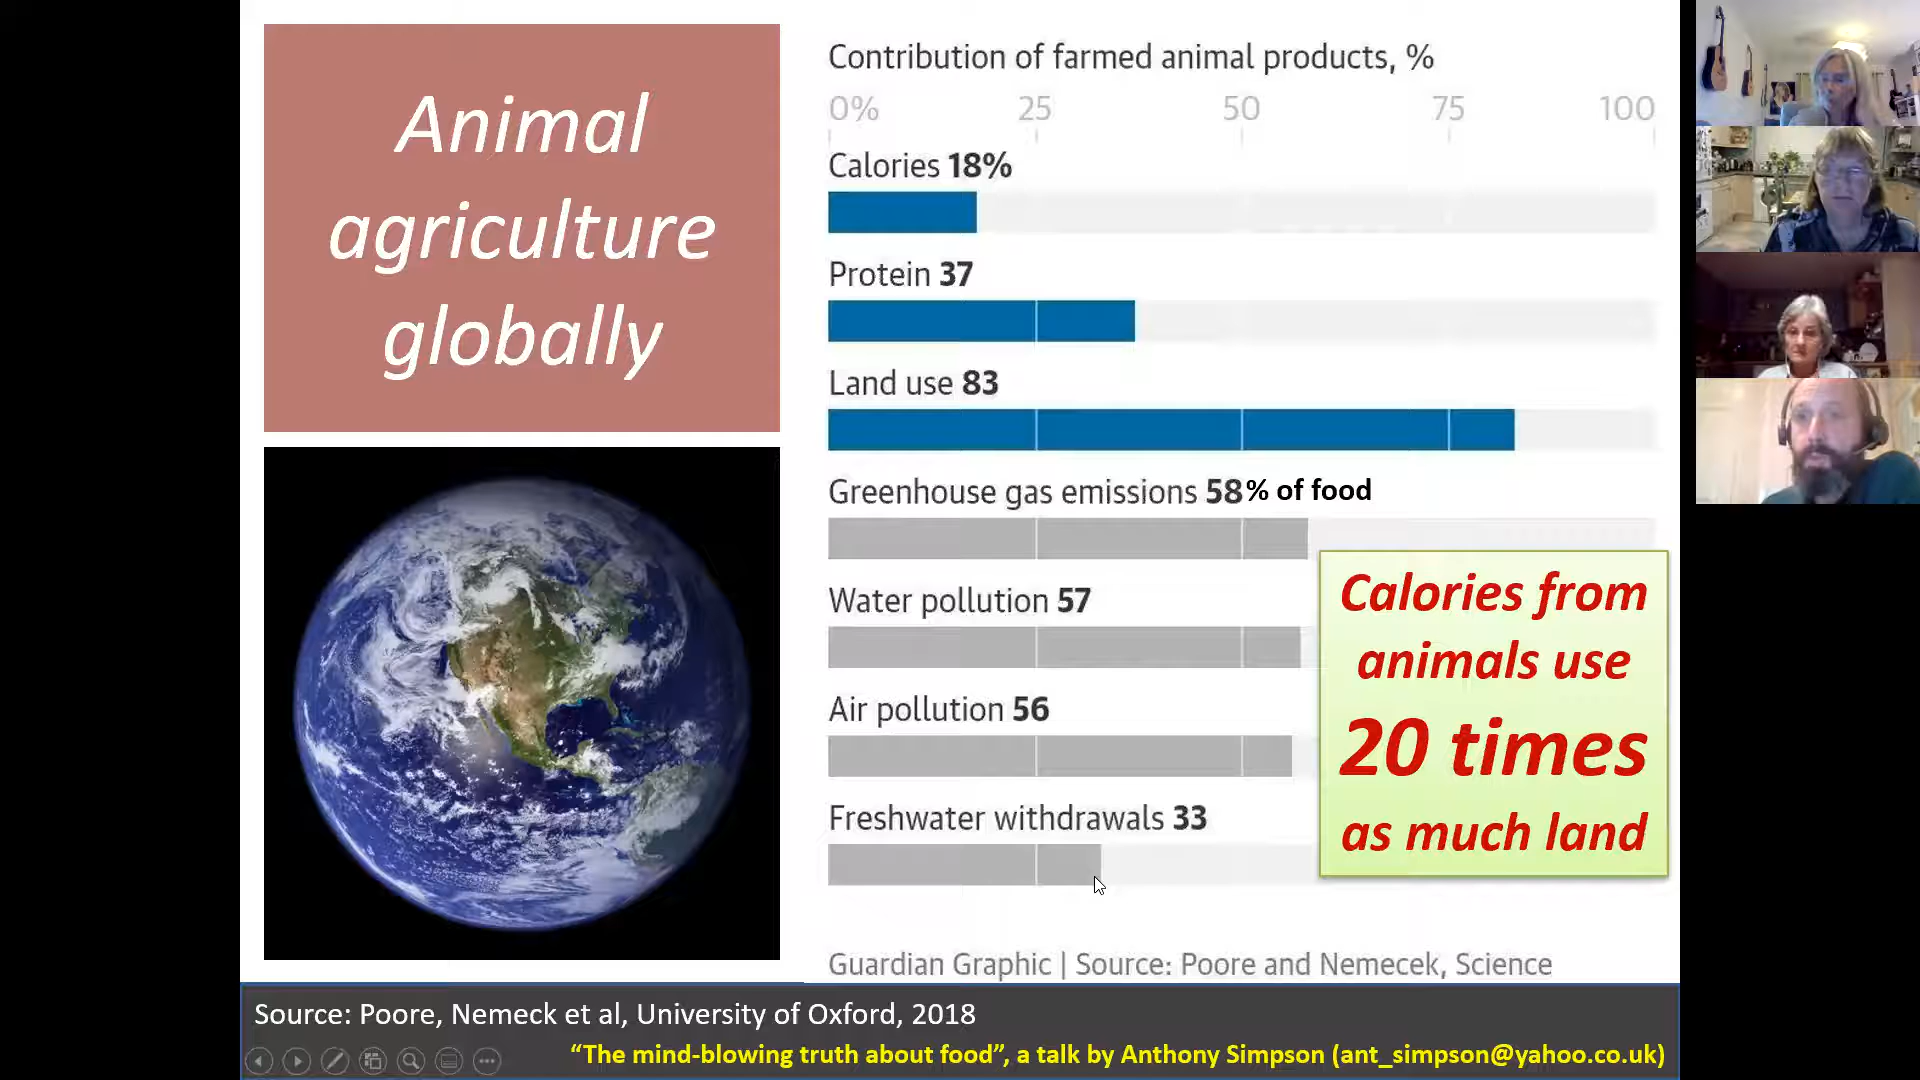 Animal
agriculture
globally
Contribution of farmed animal products, %
0% 25 50 75 100
Calories 18%
Protein 37
Land use 83
Greenhouse gas emissions 58% of food
Water pollution 57
Air pollution 56
Freshwater withdrawals 33
Calories from
animals use
20 times
as much land
Guardian Graphic | Source: Poore and Nemecek, Science
Source: Poore, Nemeck et al, University of Oxford, 2018
“The mind-blowing truth about food”, a talk by Anthony Simpson (ant_simpson@yahoo.co.uk)